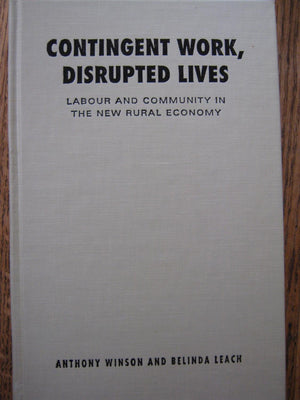 CONTINGENT WORK,
DISRUPTED LIVES
LABOUR AND COMMUNITY IN
THE NEW RURAL ECONOMY
ANTHONY WINSON AND BELINDA LEACH